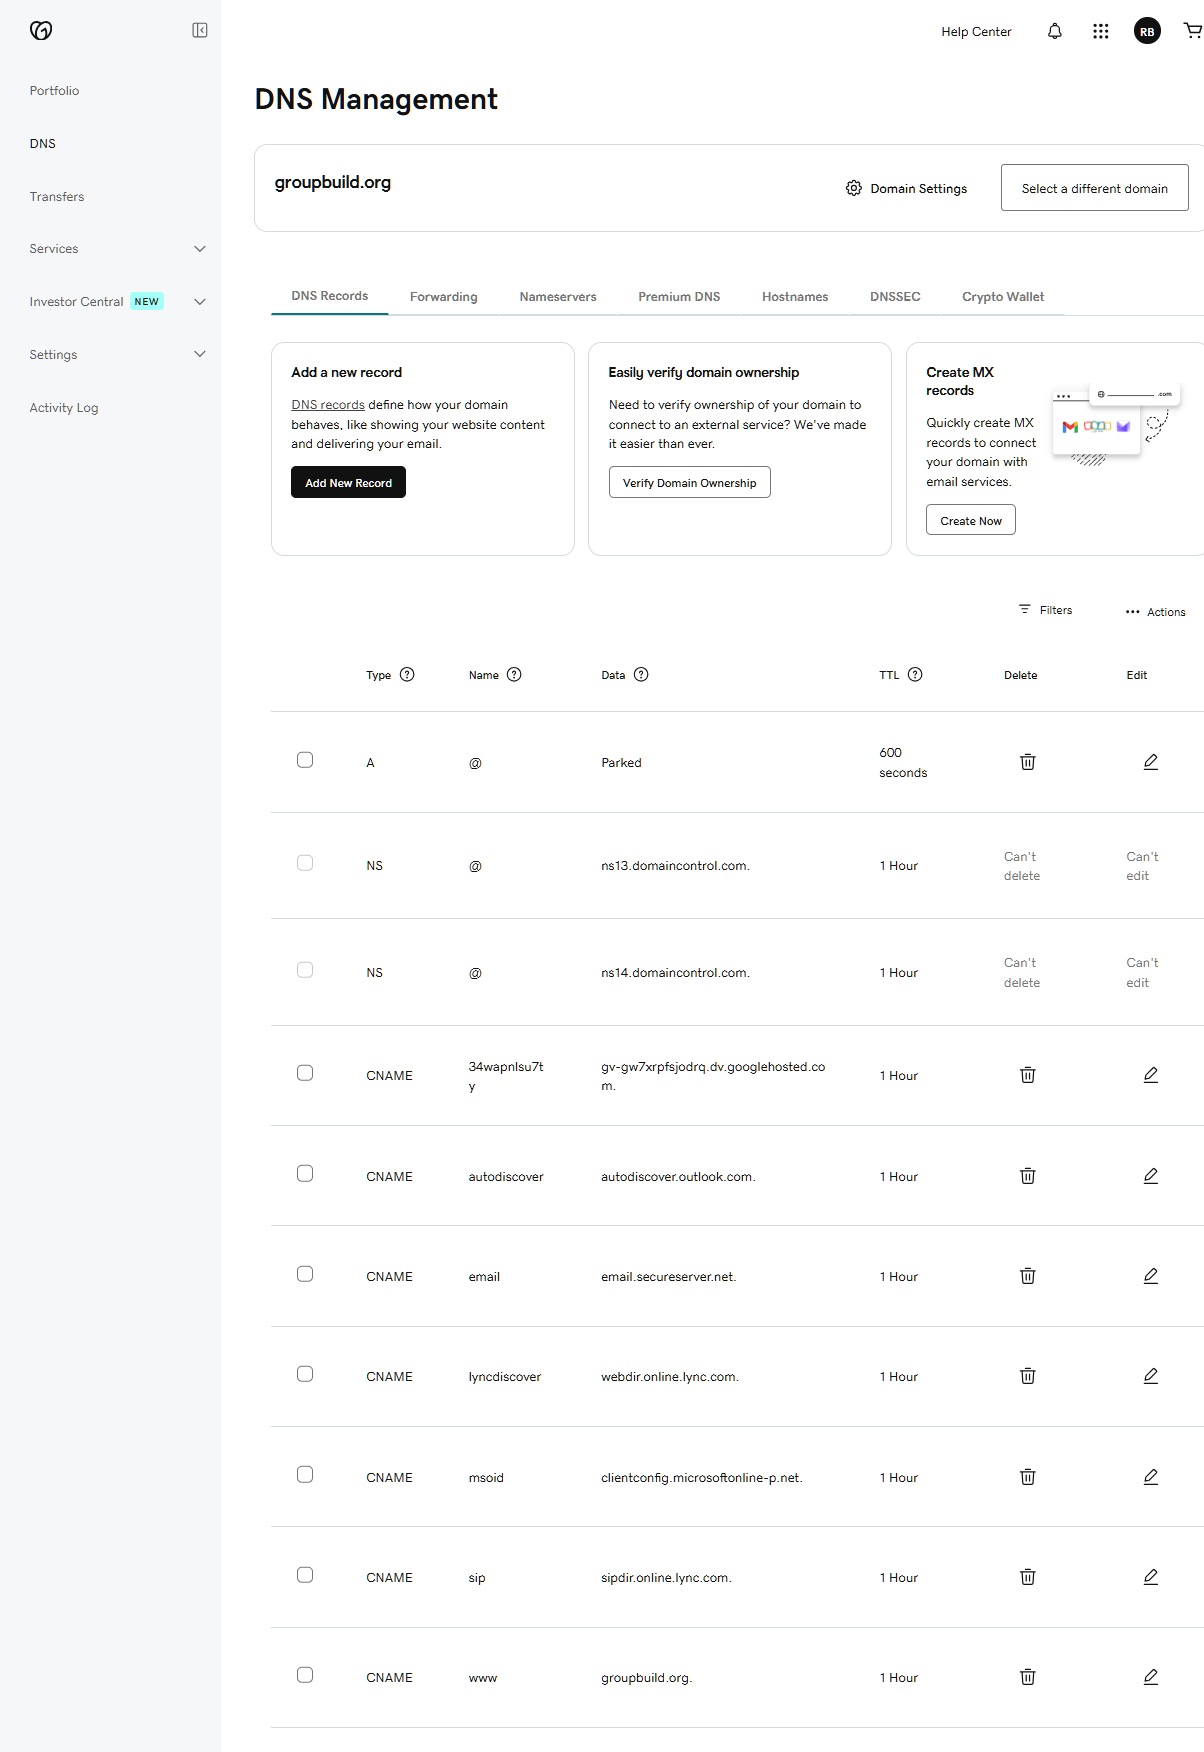 Help Center
RB
Portfolio
DNS
Transfers
Services
Investor Central NEW
Settings
Activity Log
DNS Management
groupbuild.org
Domain Settings
Select a different domain
DNS Records
Forwarding
Nameservers
Premium DNS
Hostnames
DNSSEC
Crypto Wallet
Add a new record
DNS records define how your domain
behaves, like showing your website content
and delivering your email.
Add New Record
Easily verify domain ownership
Need to verify ownership of your domain to
connect to an external service? We've made
it easier than ever.
Verify Domain Ownership
Create MX
records
Quickly create MX
records to connect
your domain with
email services.
Create Now
.com
Filters
Actions
Type
Name
Data
TTL
Delete
Edit
A
@
Parked
600
seconds
NS
@
ns13.domaincontrol.com.
1 Hour
Can't
delete
Can't
edit
NS
@
ns14.domaincontrol.com.
1 Hour
Can't
delete
Can't
edit
CNAME
34wapnlsu7t
y
gv-gw7xrpfsjodrq.dv.googlehosted.co
m.
1 Hour
CNAME
autodiscover
autodiscover.outlook.com.
1 Hour
CNAME
email
email.secureserver.net.
1 Hour
CNAME
lyncdiscover
webdir.online.lync.com.
1 Hour
CNAME
msoid
clientconfig.microsoftonline-p.net.
1 Hour
CNAME
sip
sipdir.online.lync.com.
1 Hour
CNAME
www
groupbuild.org.
1 Hour